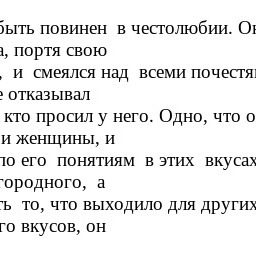 быть повинен в честолюбии. Он
а, портя свою
, и смеялся над всеми почестя
е отказывал
кто просил у него. Одно, что о
и женщины, и
по его понятиям в этих вкусах
городного, а
ть то, что выходило для других
го вкусов, он